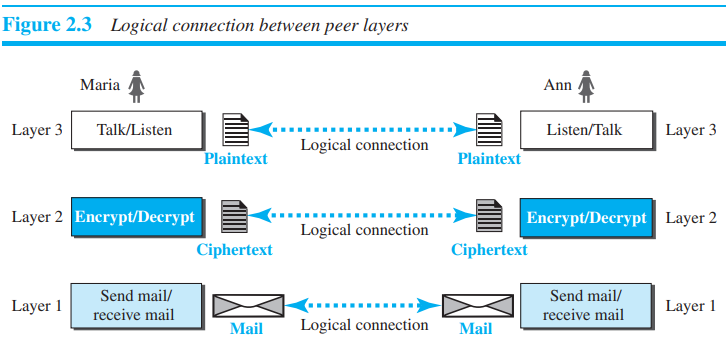 Figure 2.3 Logical connection between peer layers
Maria
Ann
Layer 3
Talk/Listen
Plaintext
Logical connection
Plaintext
Listen/Talk
Layer 3
Layer 2
Encrypt/Decrypt
Ciphertext
Logical connection
Ciphertext
Encrypt/Decrypt
Layer 2
Layer 1
Send mail/
receive mail
Mail
Logical connection
Mail
Send mail/
receive mail
Layer 1